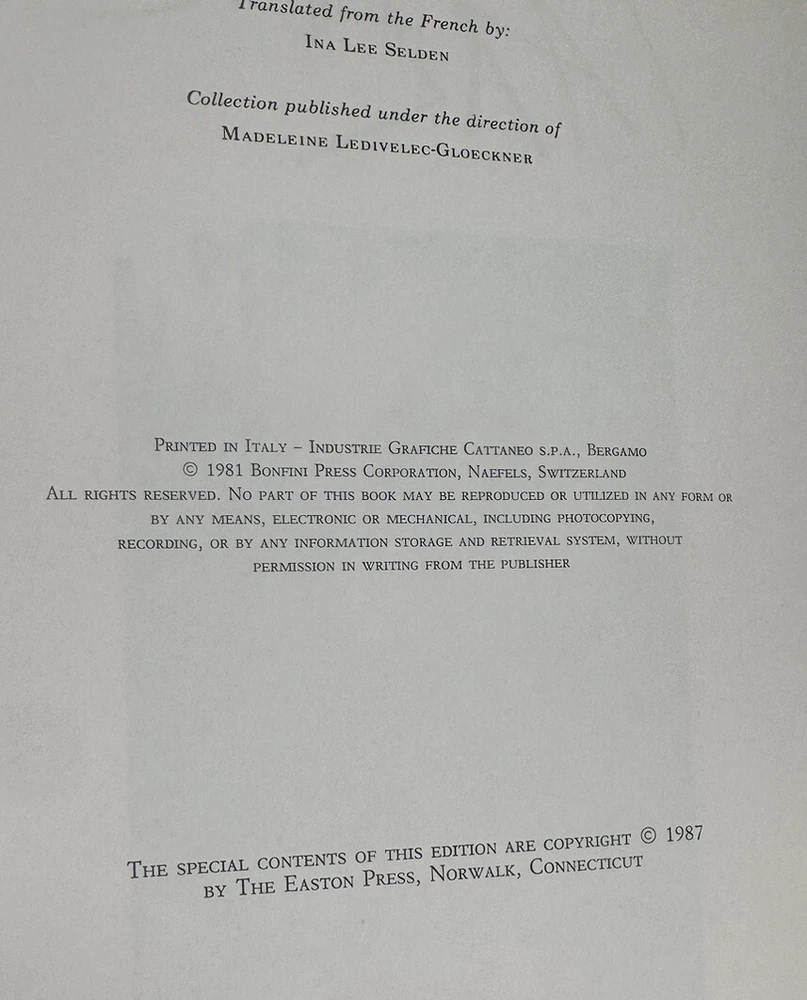 Translated from the French by:
INA LEE SELDEN
Collection published under the direction of
MADELEINE LEDIVELEC-GLOECKNER
PRINTED IN ITALY – INDUSTRIE GRAFICHE CATTANEO S.P.A., BERGAMO
© 1981 BONFINI PRESS CORPORATION, NAEFELS, SWITZERLAND
ALL RIGHTS RESERVED. NO PART OF THIS BOOK MAY BE REPRODUCED OR UTILIZED IN ANY FORM OR
BY ANY MEANS, ELECTRONIC OR MECHANICAL, INCLUDING PHOTOCOPYING,
RECORDING, OR BY ANY INFORMATION STORAGE AND RETRIEVAL SYSTEM, WITHOUT
PERMISSION IN WRITING FROM THE PUBLISHER
THE SPECIAL CONTENTS OF THIS EDITION ARE COPYRIGHT © 1987
BY THE EASTON PRESS, NORWALK, CONNECTICUT